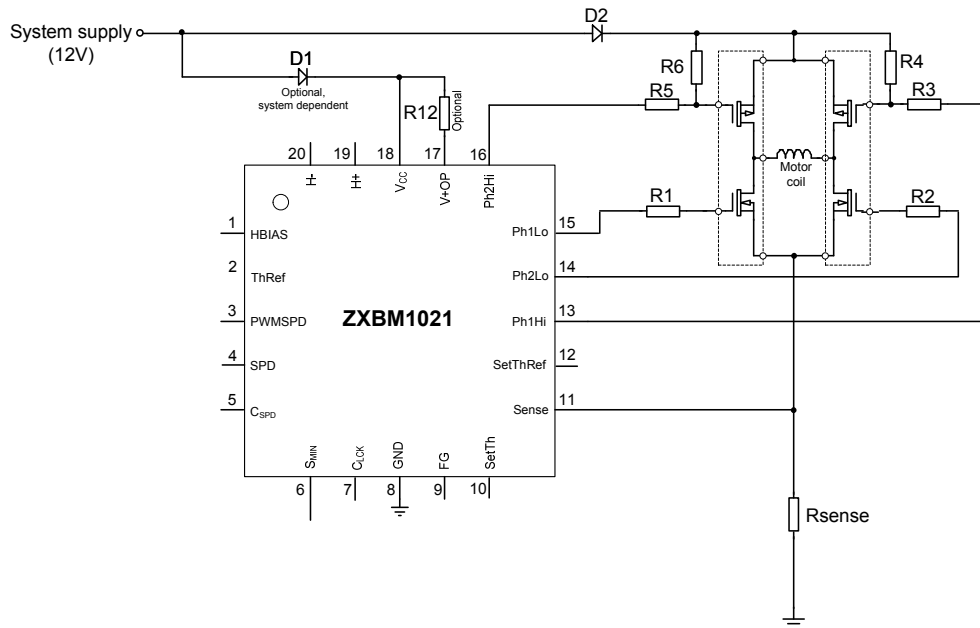 D2
System supply
(12V)
D1
Optional,
system dependent
R6
R4
R5
R3
R12
Optional
20
19
18
17
16
H-
H+
VCC
V+OP
Ph2Hi
Motor
coil
1
HBIAS
Ph1Lo
15
R1
R2
2
ThRef
Ph2Lo
14
3
PWMSPD
ZXBM1021
Ph1Hi
13
4
SPD
SetThRef
12
5
CSPD
Sense
11
SMIN
CLCK
GND
FG
SetTh
6
7
8
9
10
Rsense